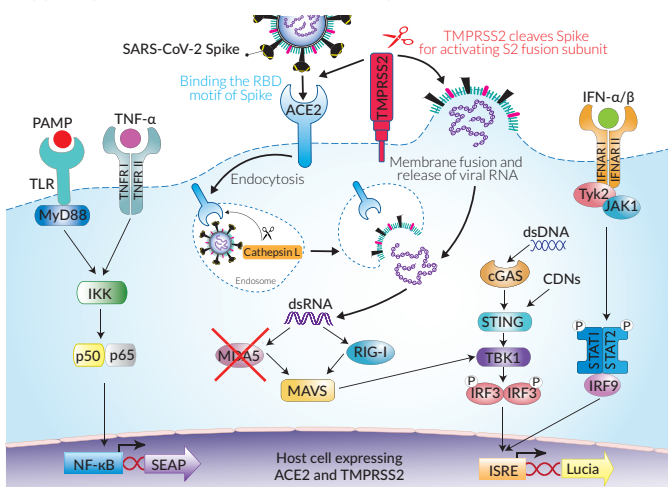 SARS-CoV-2 Spike
TMPRSS2 cleaves Spike
for activating S2 fusion subunit
Binding the RBD
motif of Spike
TMPRSS2
ACE2
IFN-α/β
PAMP
TNF-α
TLR
TNFR I
TNFR II
MyD88
IFNAR I
IFNAR II
Tyk2
JAK1
Endocytosis
Membrane fusion and
release of viral RNA
Cathepsin L
Endosome
dsDNA
cGAS
CDNs
IKK
dsRNA
STING
P
P
STAT1
STAT2
p50
p65
MDA5
RIG-I
TBK1
MAVS
P
P
IRF3
IRF3
IRF9
NF-κB
SEAP
Host cell expressing
ACE2 and TMPRSS2
ISRE
Lucia